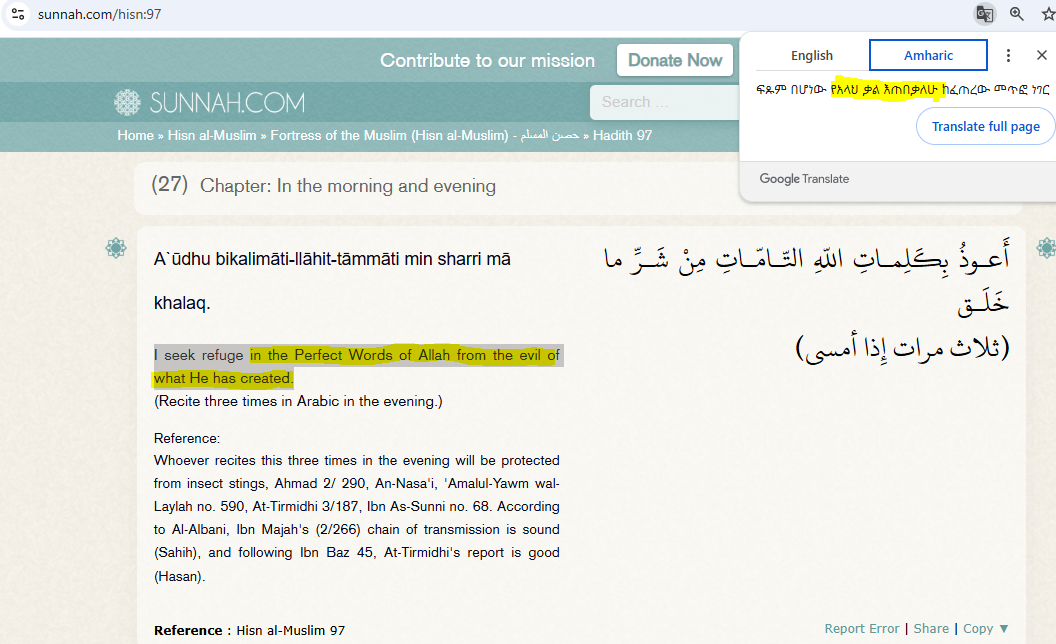 sunnah.com/hisn:97
English
Amharic
ፍጹም በሆነው የአላህ ቃል እጠበቃለሁ ከፈጠረው መጥፎ ነገር
Translate full page
Google Translate
Contribute to our mission
Donate Now
SUNNAH.COM
Search ...
Home » Hisn al-Muslim » Fortress of the Muslim (Hisn al-Muslim) - حصن المسلم » Hadith 97
(27) Chapter: In the morning and evening
A`ūdhu bikalimāti-llāhit-tāmmāti min sharri mā
khalaq.
I seek refuge in the Perfect Words of Allah from the evil of
what He has created.
(Recite three times in Arabic in the evening.)
Reference:
Whoever recites this three times in the evening will be protected
from insect stings, Ahmad 2/ 290, An-Nasa'i, 'Amalul-Yawm wal-
Laylah no. 590, At-Tirmidhi 3/187, Ibn As-Sunni no. 68. According
to Al-Albani, Ibn Majah's (2/266) chain of transmission is sound
(Sahih), and following Ibn Baz 45, At-Tirmidhi's report is good
(Hasan).
أَعـوذُ بِكَلِمـاتِ اللّهِ التّـامّـاتِ مِنْ شَـرِّ ما
خَلَـق
(ثلاث مرات إِذا أمسى)
Reference : Hisn al-Muslim 97
Report Error | Share | Copy ▼